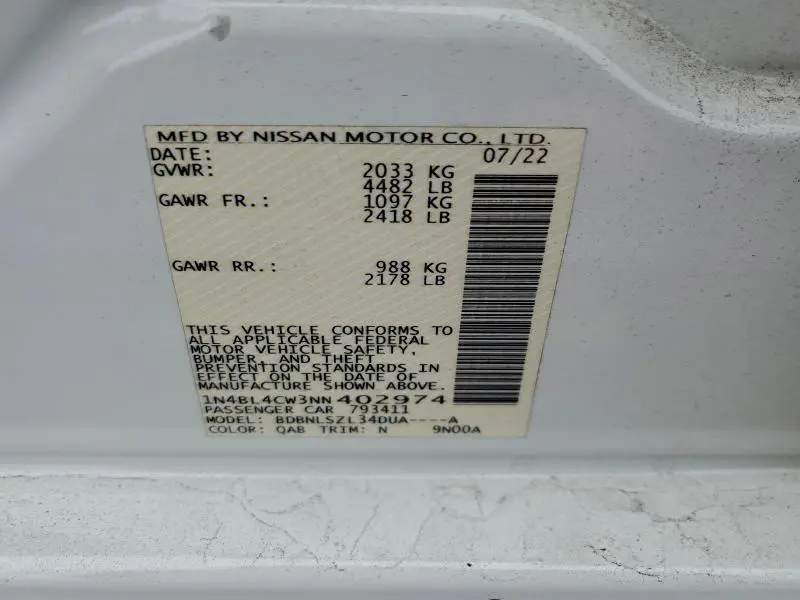 MFD BY NISSAN MOTOR CO., LTD.
DATE: 07/22
GVWR: 2033 KG
4482 LB
GAWR FR.: 1097 KG
2418 LB
GAWR RR.: 988 KG
2178 LB
THIS VEHICLE CONFORMS TO
ALL APPLICABLE FEDERAL
MOTOR VEHICLE SAFETY,
BUMPER, AND THEFT
PREVENTION STANDARDS IN
EFFECT ON THE DATE OF
MANUFACTURE SHOWN ABOVE.
1N4BL4CW3NN402974
PASSENGER CAR 793411
MODEL: BDBNLSZL34DUA----A
COLOR: QAB TRIM: N 9N00A